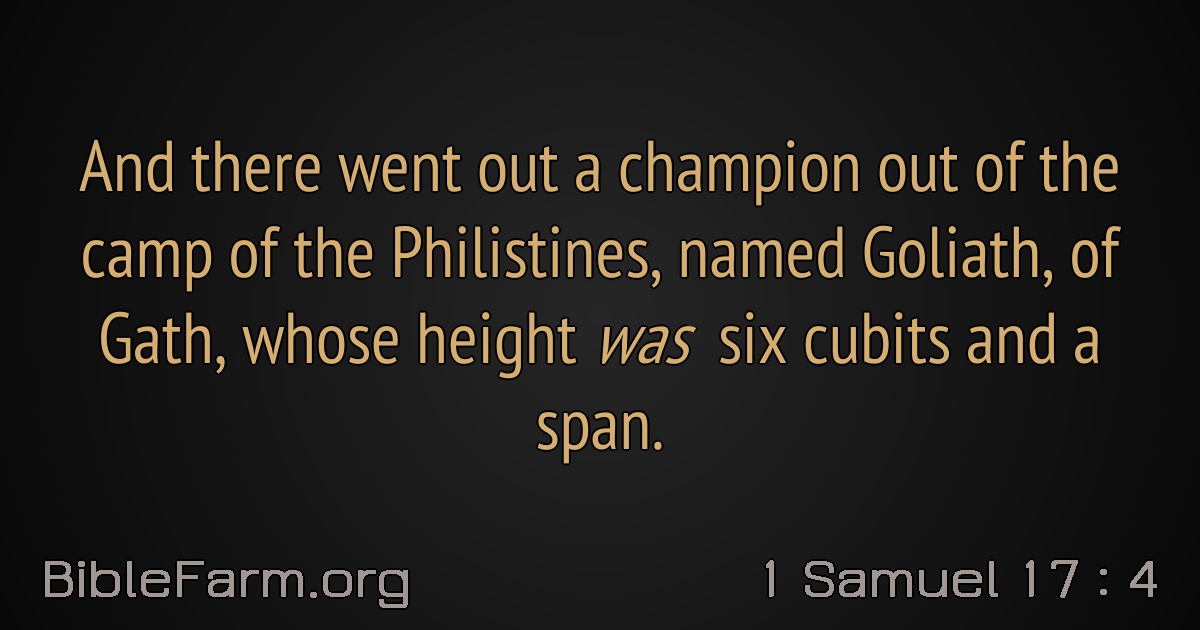 And there went out a champion out of the
camp of the Philistines, named Goliath, of
Gath, whose height was six cubits and a
span.
BibleFarm.org
1 Samuel 17 : 4